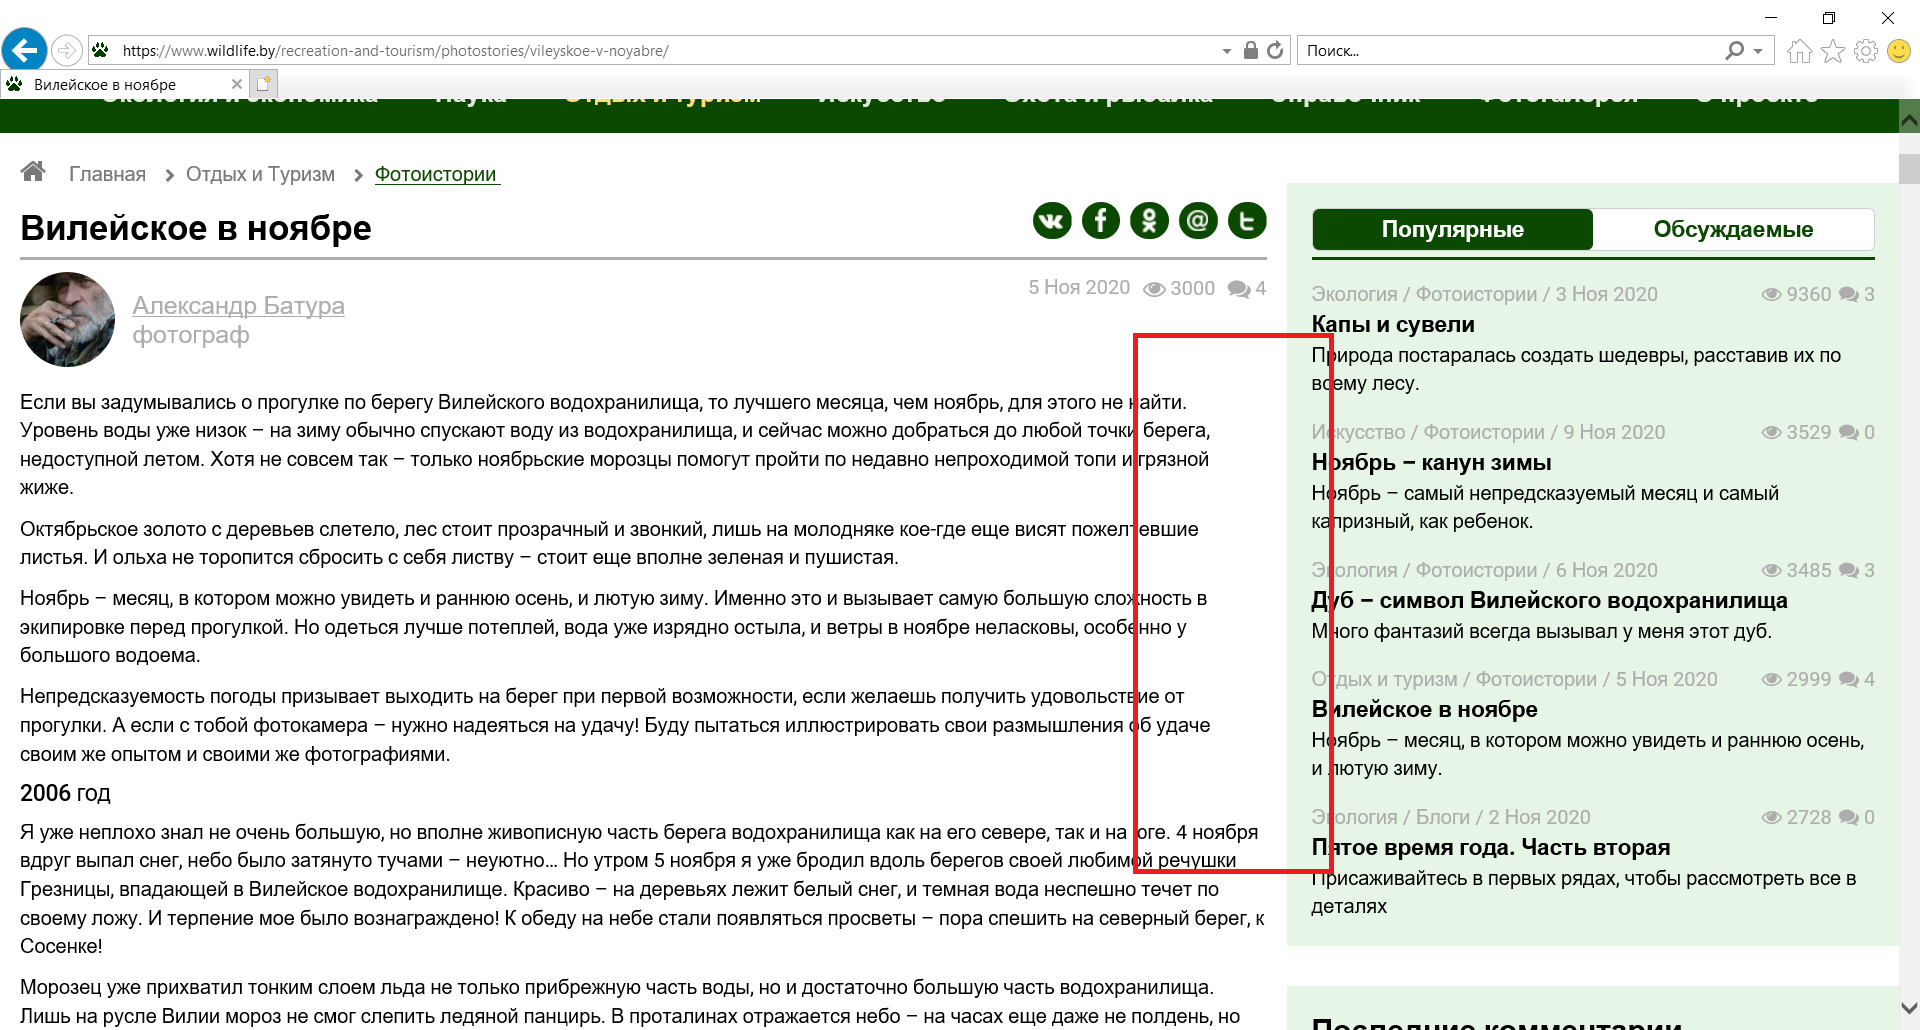 https://www.wildlife.by/recreation-and-tourism/photostories/vileyskoe-v-noyabre/
Поиск...
Вилейское в ноябре
Экология и экономика Наука Отдых и туризм Искусство Охота и рыбалка Справочник Фотогалерея О проекте
Главная Отдых и Туризм Фотоистории
Вилейское в ноябре
Александр Батура
фотограф
5 Ноя 2020 3000 4
Если вы задумывались о прогулке по берегу Вилейского водохранилища, то лучшего месяца, чем ноябрь, для этого не найти.
Уровень воды уже низок – на зиму обычно спускают воду из водохранилища, и сейчас можно добраться до любой точки берега,
недоступной летом. Хотя не совсем так – только ноябрьские морозцы помогут пройти по недавно непроходимой топи и грязной
жиже.
Октябрьское золото с деревьев слетело, лес стоит прозрачный и звонкий, лишь на молодняке кое-где еще висят пожелтевшие
листья. И ольха не торопится сбросить с себя листву – стоит еще вполне зеленая и пушистая.
Ноябрь – месяц, в котором можно увидеть и раннюю осень, и лютую зиму. Именно это и вызывает самую большую сложность в
экипировке перед прогулкой. Но одеться лучше потеплей, вода уже изрядно остыла, и ветры в ноябре неласковы, особенно у
большого водоема.
Непредсказуемость погоды призывает выходить на берег при первой возможности, если желаешь получить удовольствие от
прогулки. А если с тобой фотокамера – нужно надеяться на удачу! Буду пытаться иллюстрировать свои размышления об удаче
своим же опытом и своими же фотографиями.
2006 год
Я уже неплохо знал не очень большую, но вполне живописную часть берега водохранилища как на его севере, так и на юге. 4 ноября
вдруг выпал снег, небо было затянуто тучами – неуютно... Но утром 5 ноября я уже бродил вдоль берегов своей любимой речушки
Грезницы, впадающей в Вилейское водохранилище. Красиво – на деревьях лежит белый снег, и темная вода неспешно течет по
своему ложу. И терпение мое было вознаграждено! К обеду на небе стали появляться просветы – пора спешить на северный берег, к
Сосенке!
Морозец уже прихватил тонким слоем льда не только прибрежную часть воды, но и достаточно большую часть водохранилища.
Лишь на русле Вилии мороз не смог слепить ледяной панцирь. В проталинах отражается небо – на часах еще даже не полдень, но
Популярные Обсуждаемые
Экология / Фотоистории / 3 Ноя 2020 9360 3
Капы и сувели
Природа постаралась создать шедевры, расставив их по
всему лесу.
Искусство / Фотоистории / 9 Ноя 2020 3529 0
Ноябрь – канун зимы
Ноябрь – самый непредсказуемый месяц и самый
капризный, как ребенок.
Экология / Фотоистории / 6 Ноя 2020 3485 3
Дуб – символ Вилейского водохранилища
Много фантазий всегда вызывал у меня этот дуб.
Отдых и туризм / Фотоистории / 5 Ноя 2020 2999 4
Вилейское в ноябре
Ноябрь – месяц, в котором можно увидеть и раннюю осень,
и лютую зиму.
Экология / Блоги / 2 Ноя 2020 2728 0
Пятое время года. Часть вторая
Присаживайтесь в первых рядах, чтобы рассмотреть все в
деталях
Последние комментарии